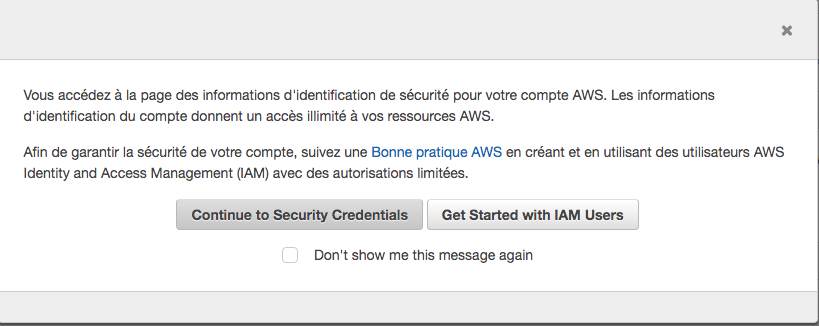 Vous accédez à la page des informations d'identification de sécurité pour votre compte AWS. Les informations
d'identification du compte donnent un accès illimité à vos ressources AWS.
Afin de garantir la sécurité de votre compte, suivez une Bonne pratique AWS en créant et en utilisant des utilisateurs AWS
Identity and Access Management (IAM) avec des autorisations limitées.
Continue to Security Credentials Get Started with IAM Users
Don't show me this message again